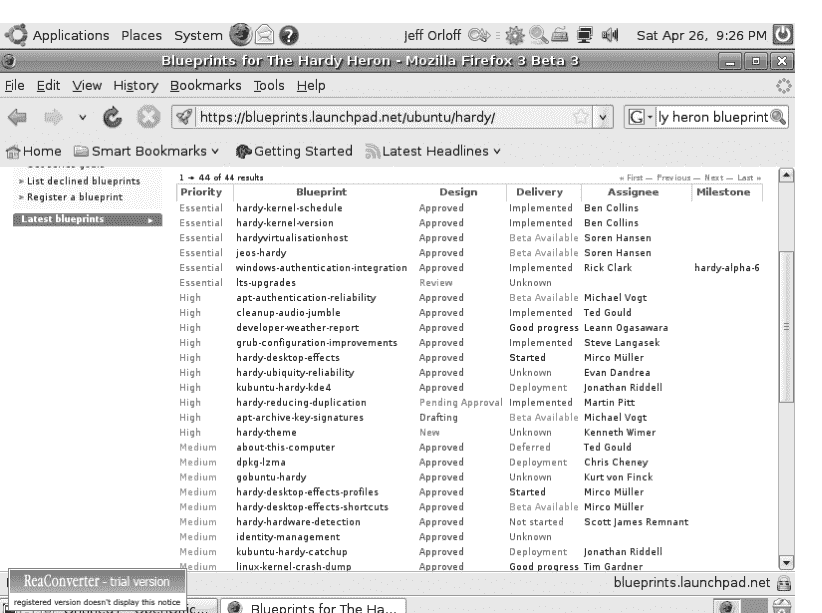 Applications Places System Jeff Orloff Sat Apr 26, 9:26 PM
Blueprints for The Hardy Heron - Mozilla Firefox 3 Beta 3
File Edit View History Bookmarks Tools Help
https://blueprints.launchpad.net/ubuntu/hardy/ G ly heron blueprint
Home Smart Bookmarks Getting Started Latest Headlines
» List declined blueprints
» Register a blueprint
Latest blueprints
1 → 44 of 44 results « First — Previous — Next — Last »
Priority Blueprint Design Delivery Assignee Milestone
Essential hardy-kernel-schedule Approved Implemented Ben Collins
Essential hardy-kernel-version Approved Implemented Ben Collins
Essential hardyvirtualisationhost Approved Beta Available Soren Hansen
Essential jeos-hardy Approved Beta Available Soren Hansen
Essential windows-authentication-integration Approved Implemented Rick Clark hardy-alpha-6
Essential lts-upgrades Review Unknown
High apt-authentication-reliability Approved Beta Available Michael Vogt
High cleanup-audio-jumble Approved Implemented Ted Gould
High developer-weather-report Approved Good progress Leann Ogasawara
High grub-configuration-improvements Approved Implemented Steve Langasek
High hardy-desktop-effects Approved Started Mirco Müller
High hardy-ubiquity-reliability Approved Unknown Evan Dandrea
High kubuntu-hardy-kde4 Approved Deployment Jonathan Riddell
High hardy-reducing-duplication Pending Approval Implemented Martin Pitt
High apt-archive-key-signatures Drafting Beta Available Michael Vogt
High hardy-theme New Unknown Kenneth Wimer
Medium about-this-computer Approved Deferred Ted Gould
Medium dpkg-lzma Approved Deployment Chris Cheney
Medium gobuntu-hardy Approved Unknown Kurt von Finck
Medium hardy-desktop-effects-profiles Approved Started Mirco Müller
Medium hardy-desktop-effects-shortcuts Approved Beta Available Mirco Müller
Medium hardy-hardware-detection Approved Not started Scott James Remnant
Medium identity-management Approved Unknown
Medium kubuntu-hardy-catchup Approved Deployment Jonathan Riddell
Medium linux-kernel-crash-dump Approved Good progress Tim Gardner
ReaConverter - trial version
blueprints.launchpad.net
registered version doesn't display this notice
Blueprints for The Ha...